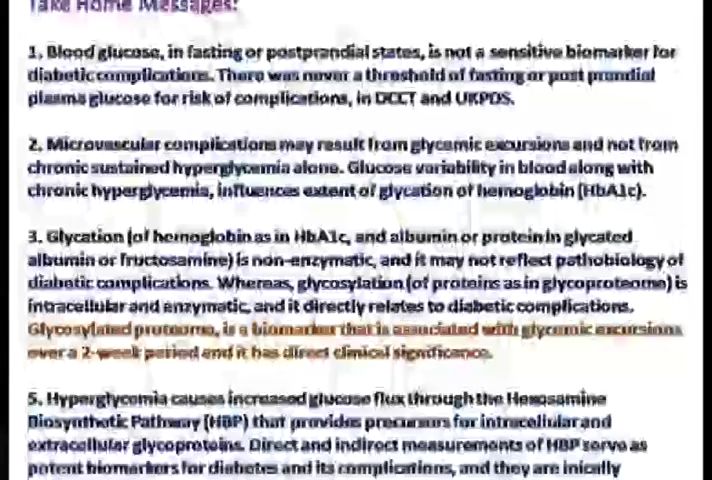 Take Home Messages:
1. Blood glucose, in fasting or postprandial states, is not a sensitive biomarker for
diabetic complications. There was never a threshold of fasting or post prandial
plasma glucose for risk of complications, in DCCT and UKPDS.
2. Microvascular complications may result from glycemic excursions and not from
chronic sustained hyperglycemia alone. Glucose variability in blood along with
chronic hyperglycemia, influences extent of glycation of hemoglobin (HbA1c).
3. Glycation (of hemoglobin as in HbA1c, and albumin or protein in glycated
albumin or fructosamine) is non-enzymatic, and it may not reflect pathobiology of
diabetic complications. Whereas, glycosylation (of proteins as in glycoproteome) is
intracellular and enzymatic, and it directly relates to diabetic complications.
Glycosylated proteome, is a biomarker that is associated with glycemic excursions
over a 2-week period and it has direct clinical significance.
5. Hyperglycemia causes increased glucose flux through the Hexosamine
Biosynthetic Pathway (HBP) that provides precursors for intracellular and
extracellular glycoproteins. Direct and indirect measurements of HBP serve as
potent biomarkers for diabetes and its complications, and they are inically